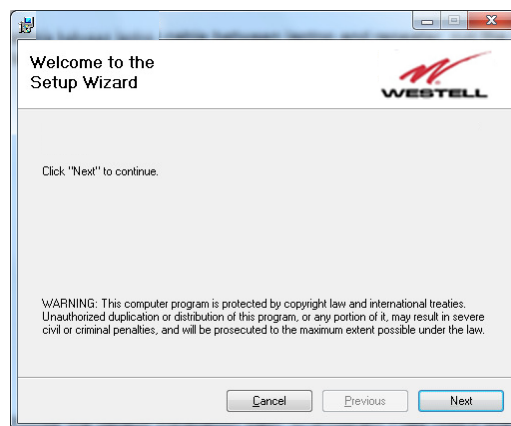 Welcome to the
Setup Wizard
WESTELL
Click "Next" to continue.
WARNING: This computer program is protected by copyright law and international treaties.
Unauthorized duplication or distribution of this program, or any portion of it, may result in severe
civil or criminal penalties, and will be prosecuted to the maximum extent possible under the law.
Cancel
Previous
Next